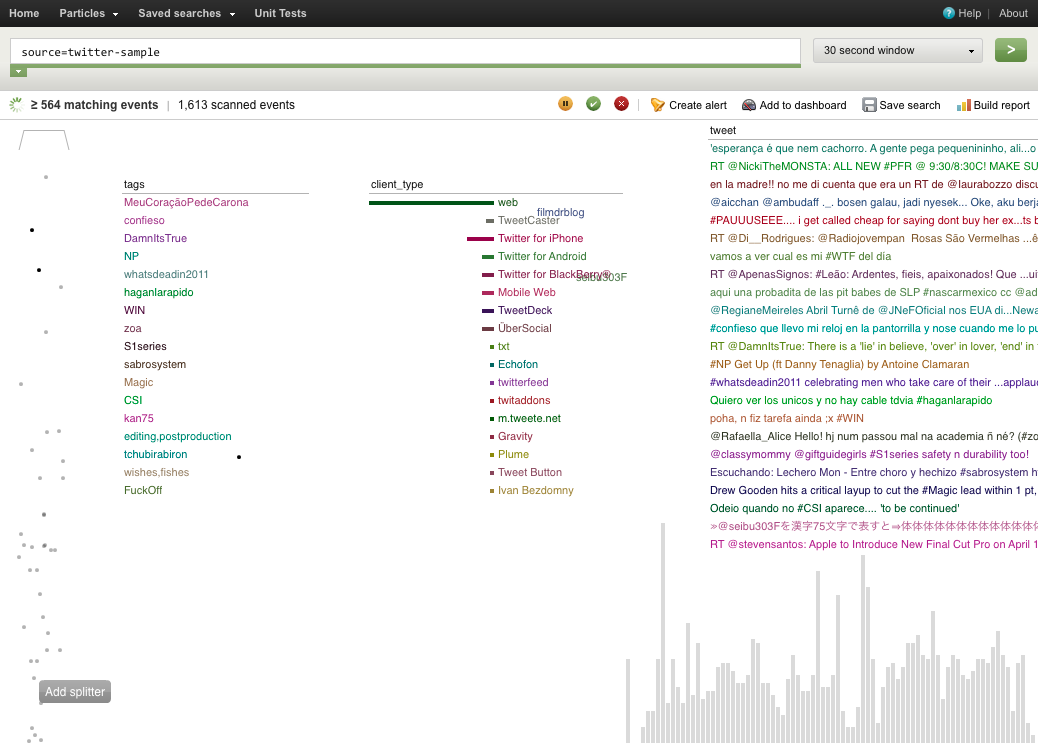 Home Particles Saved searches Unit Tests Help | About
source=twitter-sample 30 second window >
≥ 564 matching events | 1,613 scanned events Create alert Add to dashboard Save search Build report
tags
MeuCoraçãoPedeCarona
confieso
DamnItsTrue
NP
whatsdeadin2011
haganlarapido
WIN
zoa
S1series
sabrosystem
Magic
CSI
kan75
editing,postproduction
tchubirabiron
wishes,fishes
FuckOff
client_type
web
filmdrblog
TweetCaster
Twitter for iPhone
Twitter for Android
Twitter for BlackBerry®
seibu303F
Mobile Web
TweetDeck
ÜberSocial
txt
Echofon
twitterfeed
twitaddons
m.tweete.net
Gravity
Plume
Tweet Button
Ivan Bezdomny
tweet
'esperança é que nem cachorro. A gente pega pequenininho, ali...o
RT @NickiTheMONSTA: ALL NEW #PFR @ 9:30/8:30C! MAKE SU
en la madre!! no me di cuenta que era un RT de @laurabozzo discu
@aicchan @ambudaff ._. bosen galau, jadi nyesek... Oke, aku berja
#PAUUUSEEE.... i get called cheap for saying dont buy her ex...ts b
RT @Di__Rodrigues: @Radiojovempan Rosas São Vermelhas ...ê
vamos a ver cual es mi #WTF del día
RT @ApenasSignos: #Leão: Ardentes, fieis, apaixonados! Que ...ui
aqui una probadita de las pit babes de SLP #nascarmexico cc @ad
@RegianeMeireles Abril Turnê de @JNeFOficial nos EUA di...Newa
#confieso que llevo mi reloj en la pantorrilla y nose cuando me lo pu
RT @DamnItsTrue: There is a 'lie' in believe, 'over' in lover, 'end' in
#NP Get Up (ft Danny Tenaglia) by Antoine Clamaran
#whatsdeadin2011 celebrating men who take care of their ...applau
Quiero ver los unicos y no hay cable tdvia #haganlarapido
poha, n fiz tarefa ainda ;x #WIN
@Rafaella_Alice Hello! hj num passou mal na academia ñ né? (#zo
@classymommy @giftguidegirls #S1series safety n durability too!
Escuchando: Lechero Mon - Entre choro y hechizo #sabrosystem h
Drew Gooden hits a critical layup to cut the #Magic lead within 1 pt,
Odeio quando no #CSI aparece.... 'to be continued'
»@seibu303Fを漢字75文字で表すと⇒体体体体体体体体体体体体
RT @stevensantos: Apple to Introduce New Final Cut Pro on April 1
Add splitter